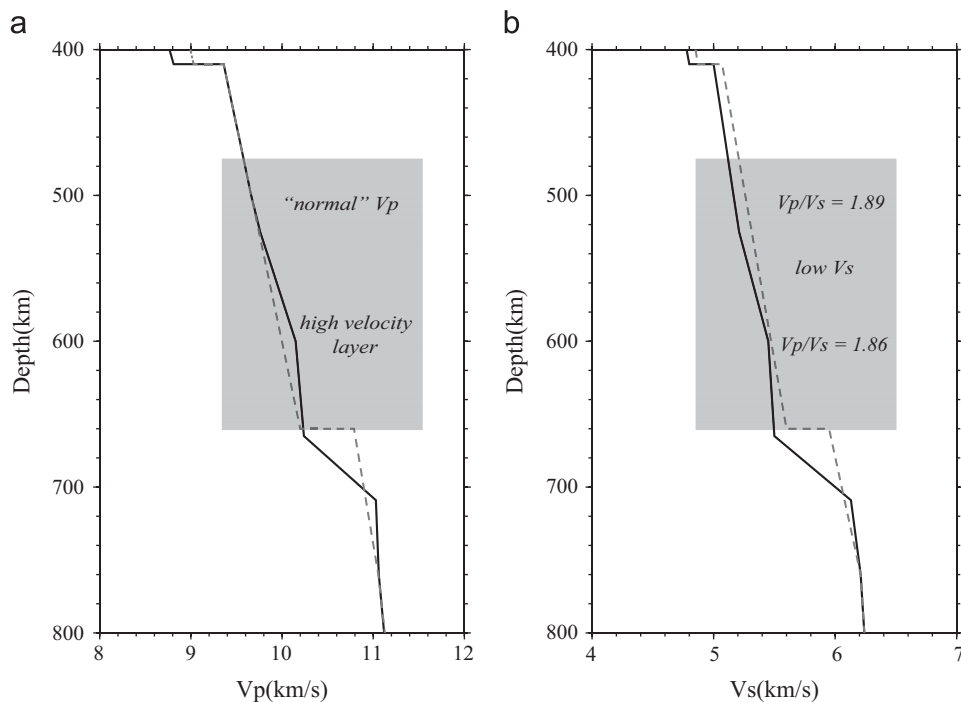 a
400
500
600
700
800
Depth(km)
“normal” Vp
high velocity
layer
8
9
10
11
12
Vp(km/s)
b
400
500
600
700
800
Depth(km)
Vp/Vs = 1.89
low Vs
Vp/Vs = 1.86
4
5
6
7
Vs(km/s)